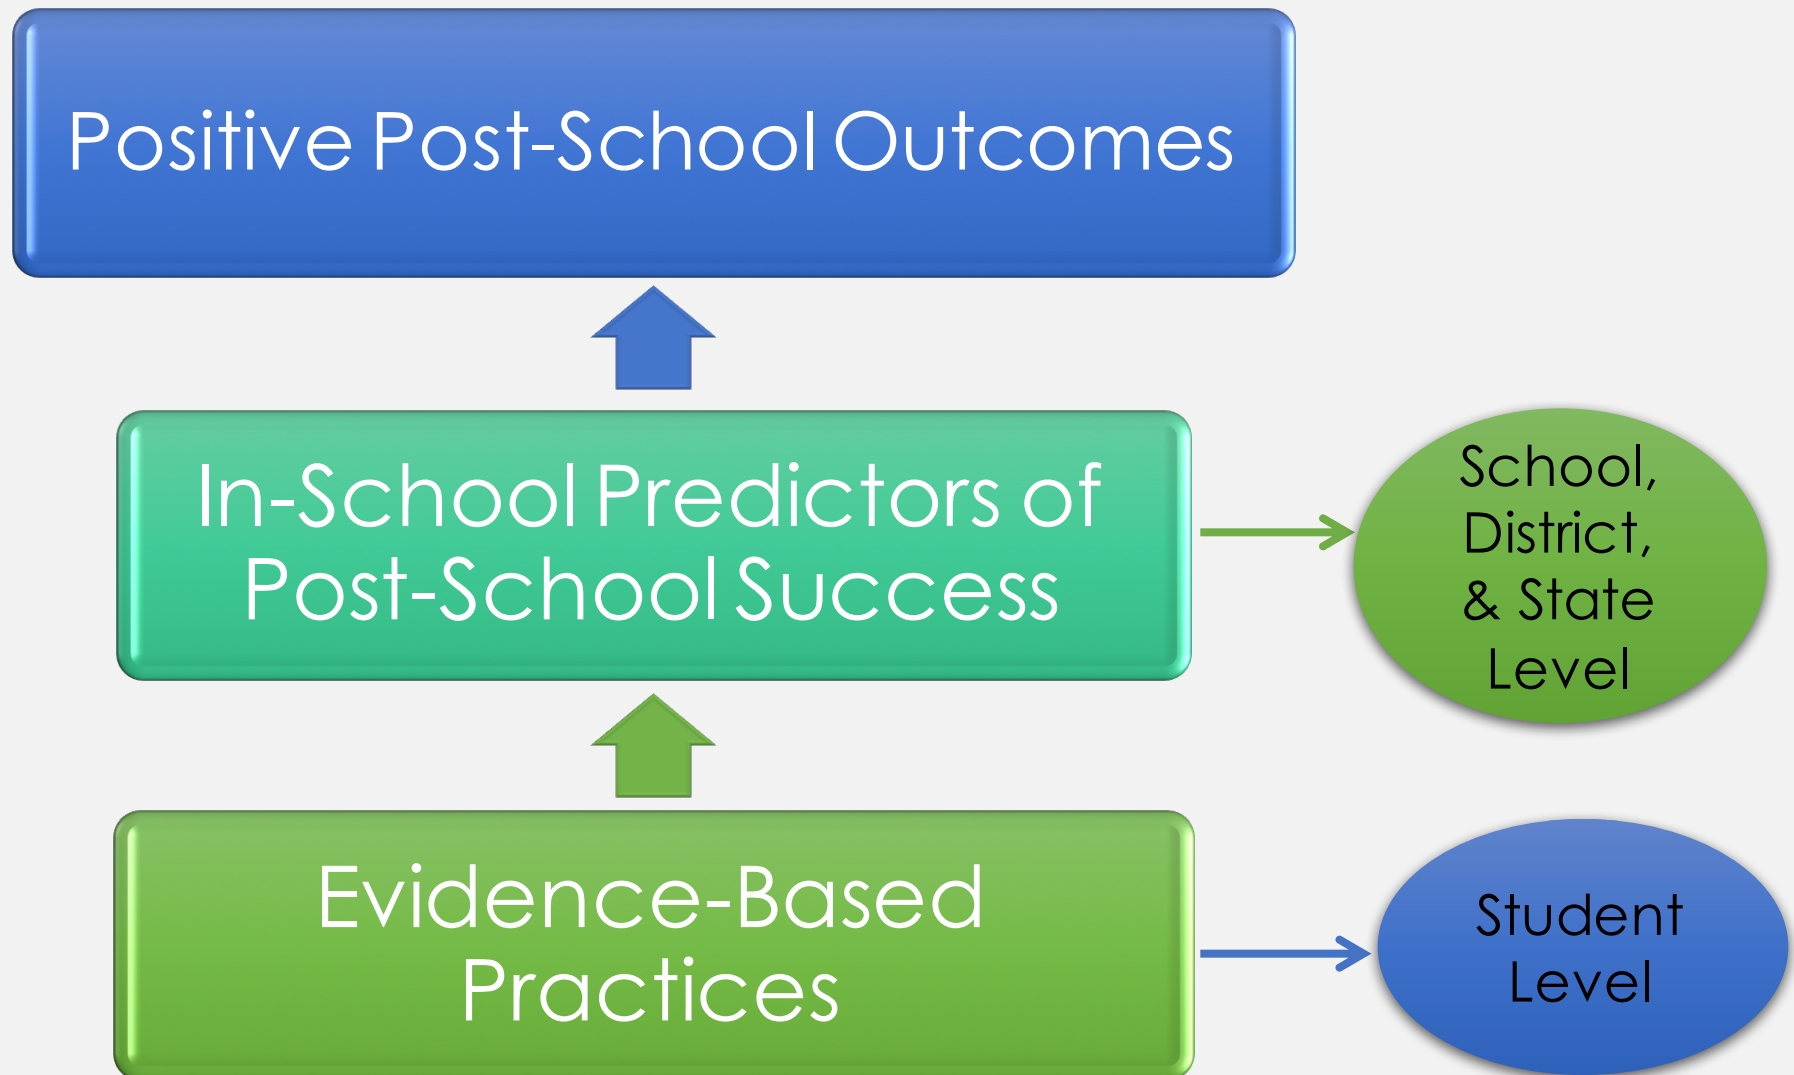 Positive Post-School Outcomes
In-School Predictors of
Post-School Success
School,
District,
& State
Level
Evidence-Based
Practices
Student
Level